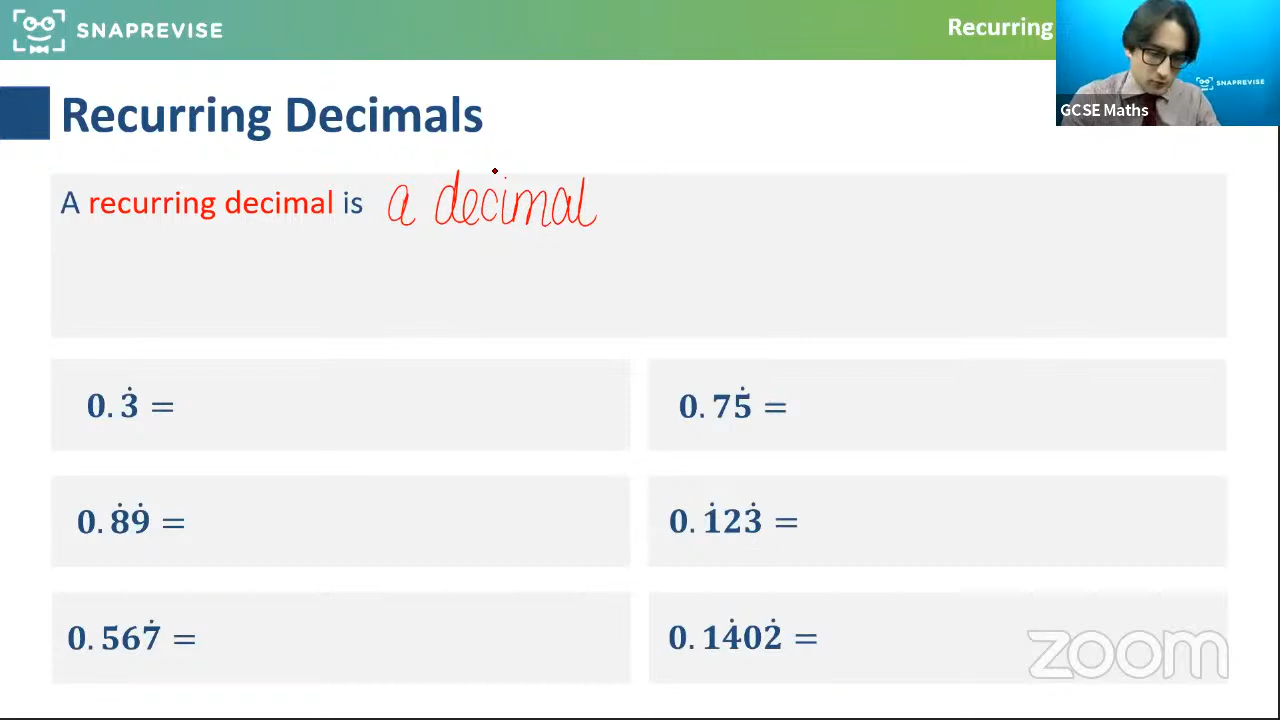 SNAPREVISE
Recurring
SNAPREVISE
GCSE Maths
Recurring Decimals
A recurring decimal is a decimal
0.3̇ =
0.75̇ =
0.8̇9̇ =
0.1̇23̇ =
0.567̇ =
0.14̇02̇ =
zoom